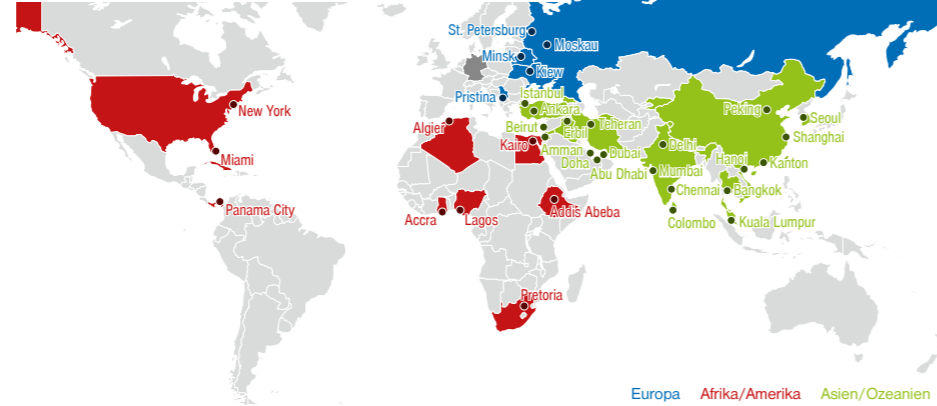 St. Petersburg
Moskau
Minsk
Kiew
Pristina
Istanbul
Ankara
New York
Algier
Beirut
Erbil
Teheran
Peking
Seoul
Kairo
Amman
Delhi
Shanghai
Miami
Doha
Dubai
Hanoi
Kanton
Abu Dhabi
Mumbai
Panama City
Accra
Lagos
Addis Abeba
Chennai
Bangkok
Colombo
Kuala Lumpur
Pretoria
Europa Afrika/Amerika Asien/Ozeanien